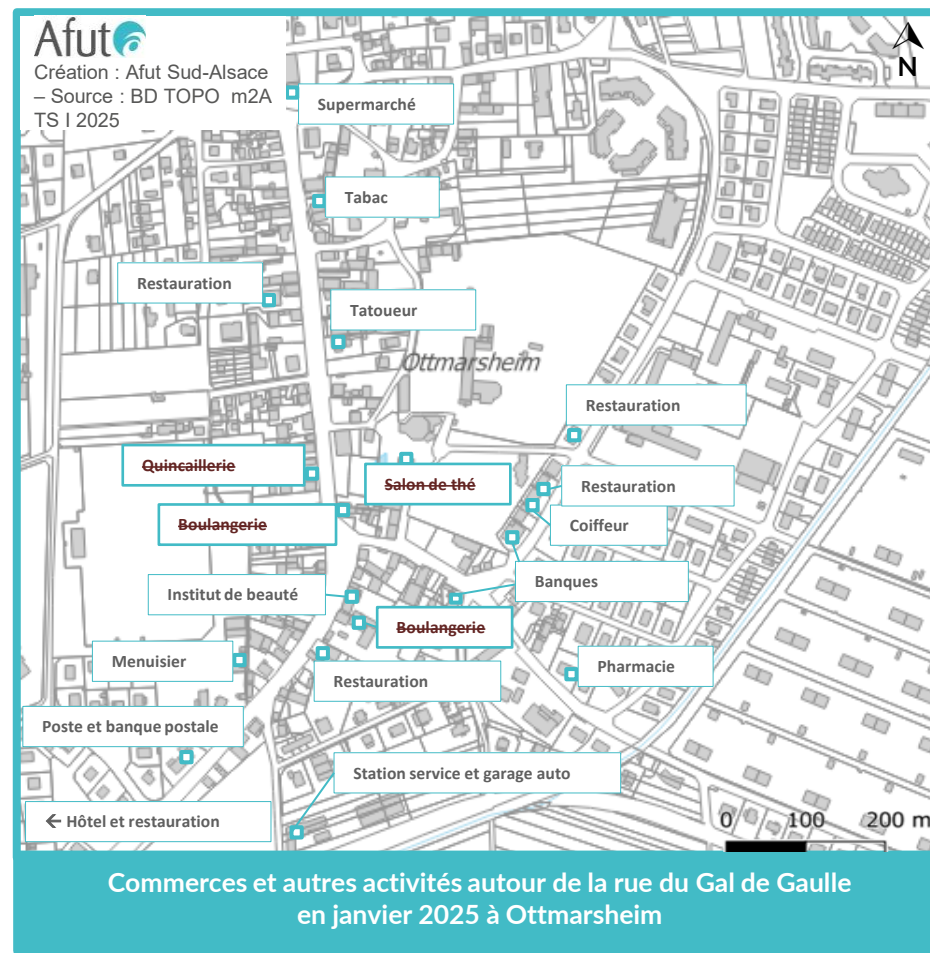 Afut
Création : Afut Sud-Alsace
– Source : BD TOPO m2A
TS I 2025
N
Supermarché
Tabac
Restauration
Tatoueur
Ottmarsheim
Restauration
Quincaillerie
Salon de thé
Restauration
Boulangerie
Coiffeur
Banques
Institut de beauté
Boulangerie
Menuisier
Restauration
Pharmacie
Poste et banque postale
Station service et garage auto
← Hôtel et restauration
0 100 200 m
Commerces et autres activités autour de la rue du Gal de Gaulle
en janvier 2025 à Ottmarsheim